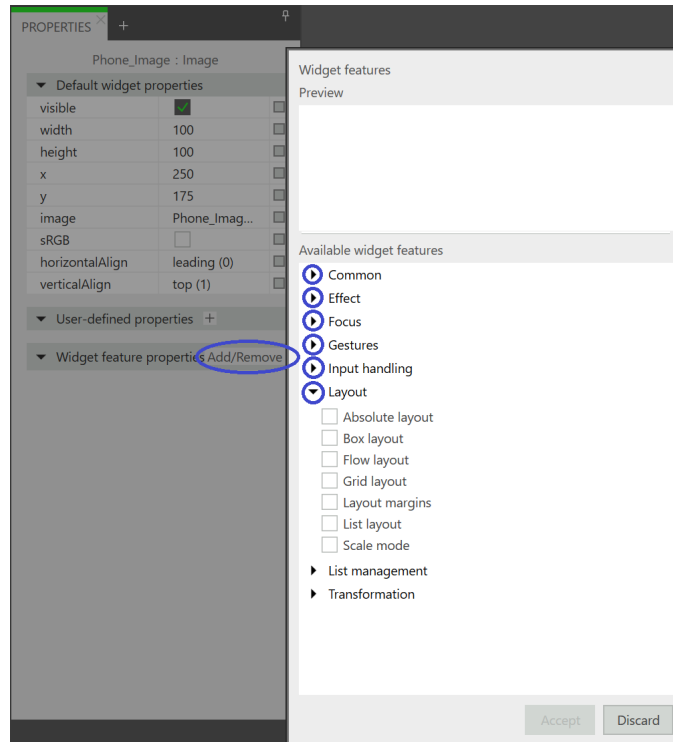 PROPERTIES
Phone_Image : Image
Default widget properties
visible
width 100
height 100
x 250
y 175
image Phone_Imag...
sRGB
horizontalAlign leading (0)
verticalAlign top (1)
User-defined properties +
Widget feature properties Add/Remove
Widget features
Preview
Available widget features
Common
Effect
Focus
Gestures
Input handling
Layout
Absolute layout
Box layout
Flow layout
Grid layout
Layout margins
List layout
Scale mode
List management
Transformation
Accept Discard